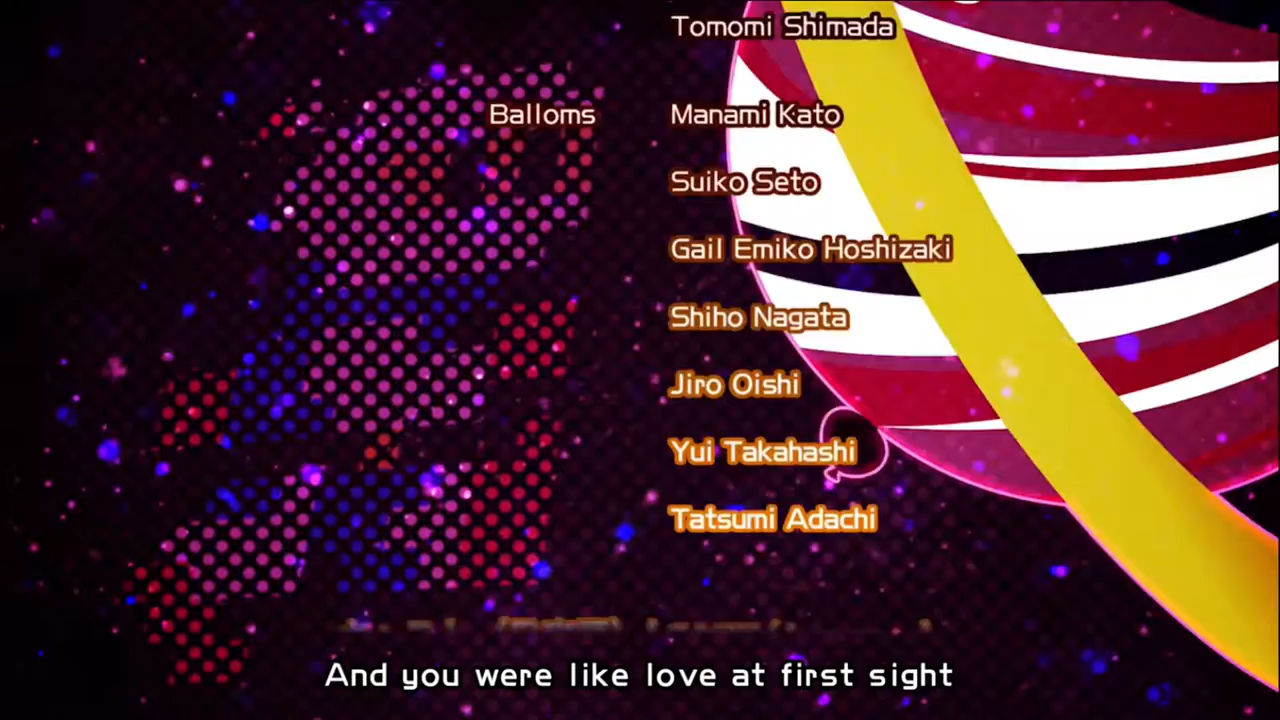 Tomomi Shimada
Balloms Manami Kato
Suiko Seto
Gail Emiko Hoshizaki
Shiho Nagata
Jiro Oishi
Yui Takahashi
Tatsumi Adachi
And you were like love at first sight